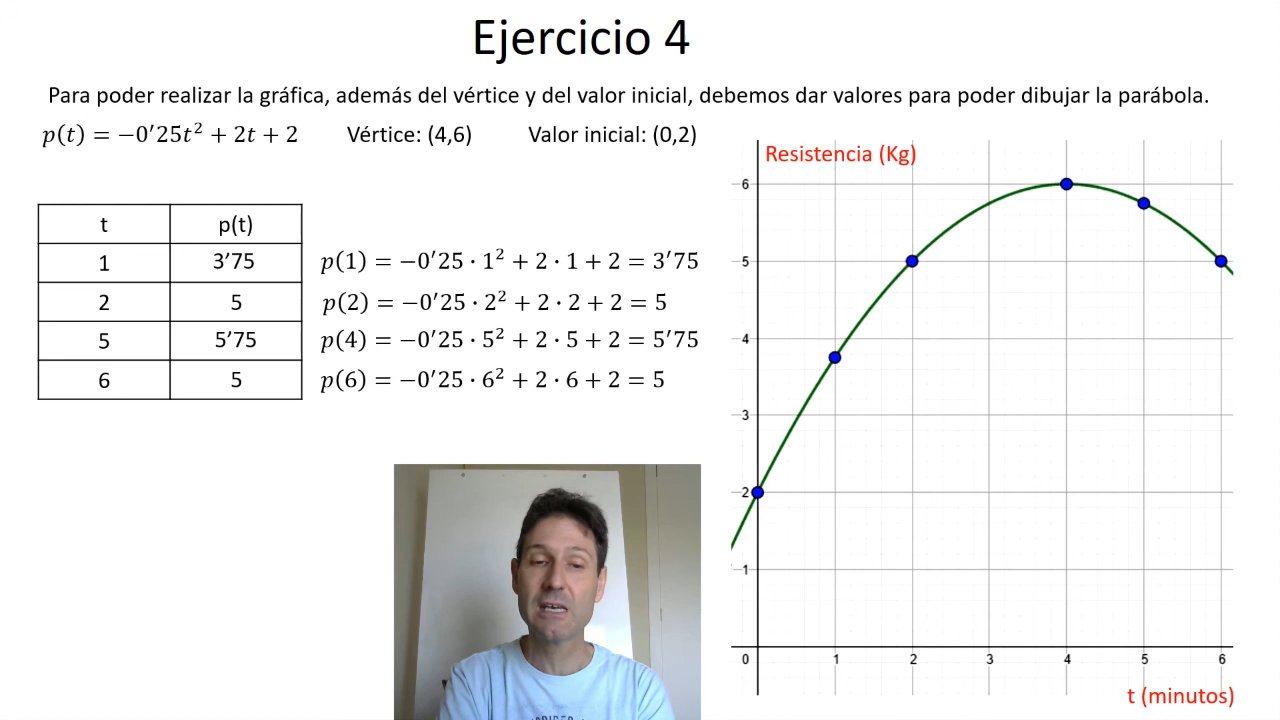 Ejercicio 4
Para poder realizar la gráfica, además del vértice y del valor inicial, debemos dar valores para poder dibujar la parábola.
p(t) = −0′25t² + 2t + 2 Vértice: (4,6) Valor inicial: (0,2)
t p(t)
1 3’75
2 5
5 5’75
6 5
p(1) = −0′25 · 1² + 2 · 1 + 2 = 3′75
p(2) = −0′25 · 2² + 2 · 2 + 2 = 5
p(4) = −0′25 · 5² + 2 · 5 + 2 = 5′75
p(6) = −0′25 · 6² + 2 · 6 + 2 = 5
Resistencia (Kg)
6
5
4
3
2
1
0 1 2 3 4 5 6
t (minutos)